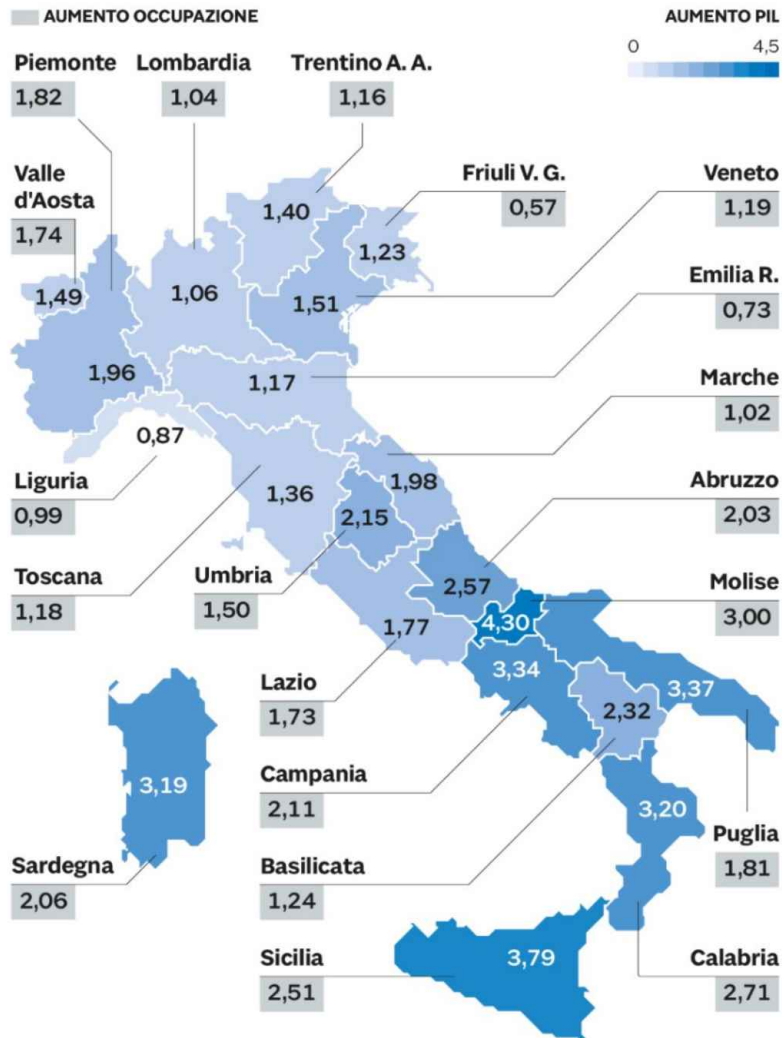 AUMENTO OCCUPAZIONE
AUMENTO PIL
0 4,5
Piemonte
1,82
Lombardia
1,04
Trentino A. A.
1,16
Valle
d'Aosta
1,74
Friuli V. G.
0,57
Veneto
1,19
1,40
1,23
1,49
1,06
1,51
Emilia R.
0,73
1,96
1,17
Marche
1,02
0,87
Liguria
0,99
1,36
1,98
2,15
Abruzzo
2,03
Toscana
1,18
Umbria
1,50
2,57
Molise
3,00
1,77
4,30
3,34
Lazio
1,73
3,37
2,32
3,19
Campania
2,11
3,20
Puglia
1,81
Sardegna
2,06
Basilicata
1,24
Sicilia
2,51
3,79
Calabria
2,71